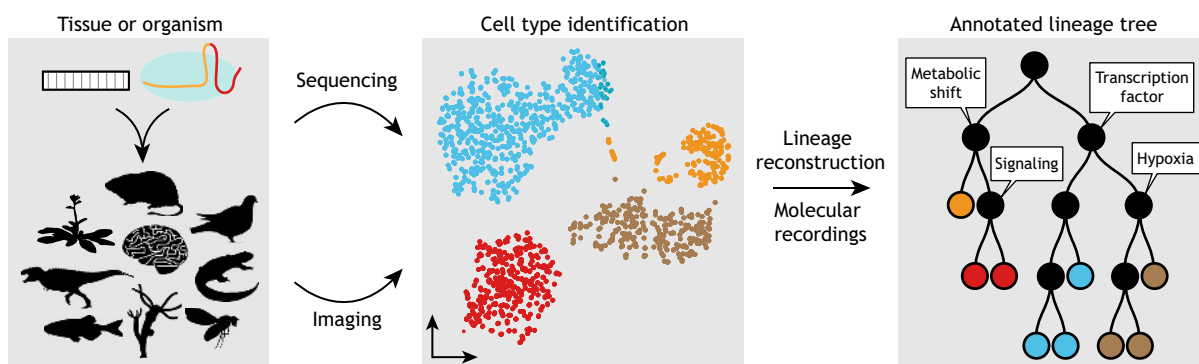 Tissue or organism
Cell type identification
Annotated lineage tree
Sequencing
Imaging
Lineage
reconstruction
Molecular
recordings
Metabolic
shift
Transcription
factor
Signaling
Hypoxia